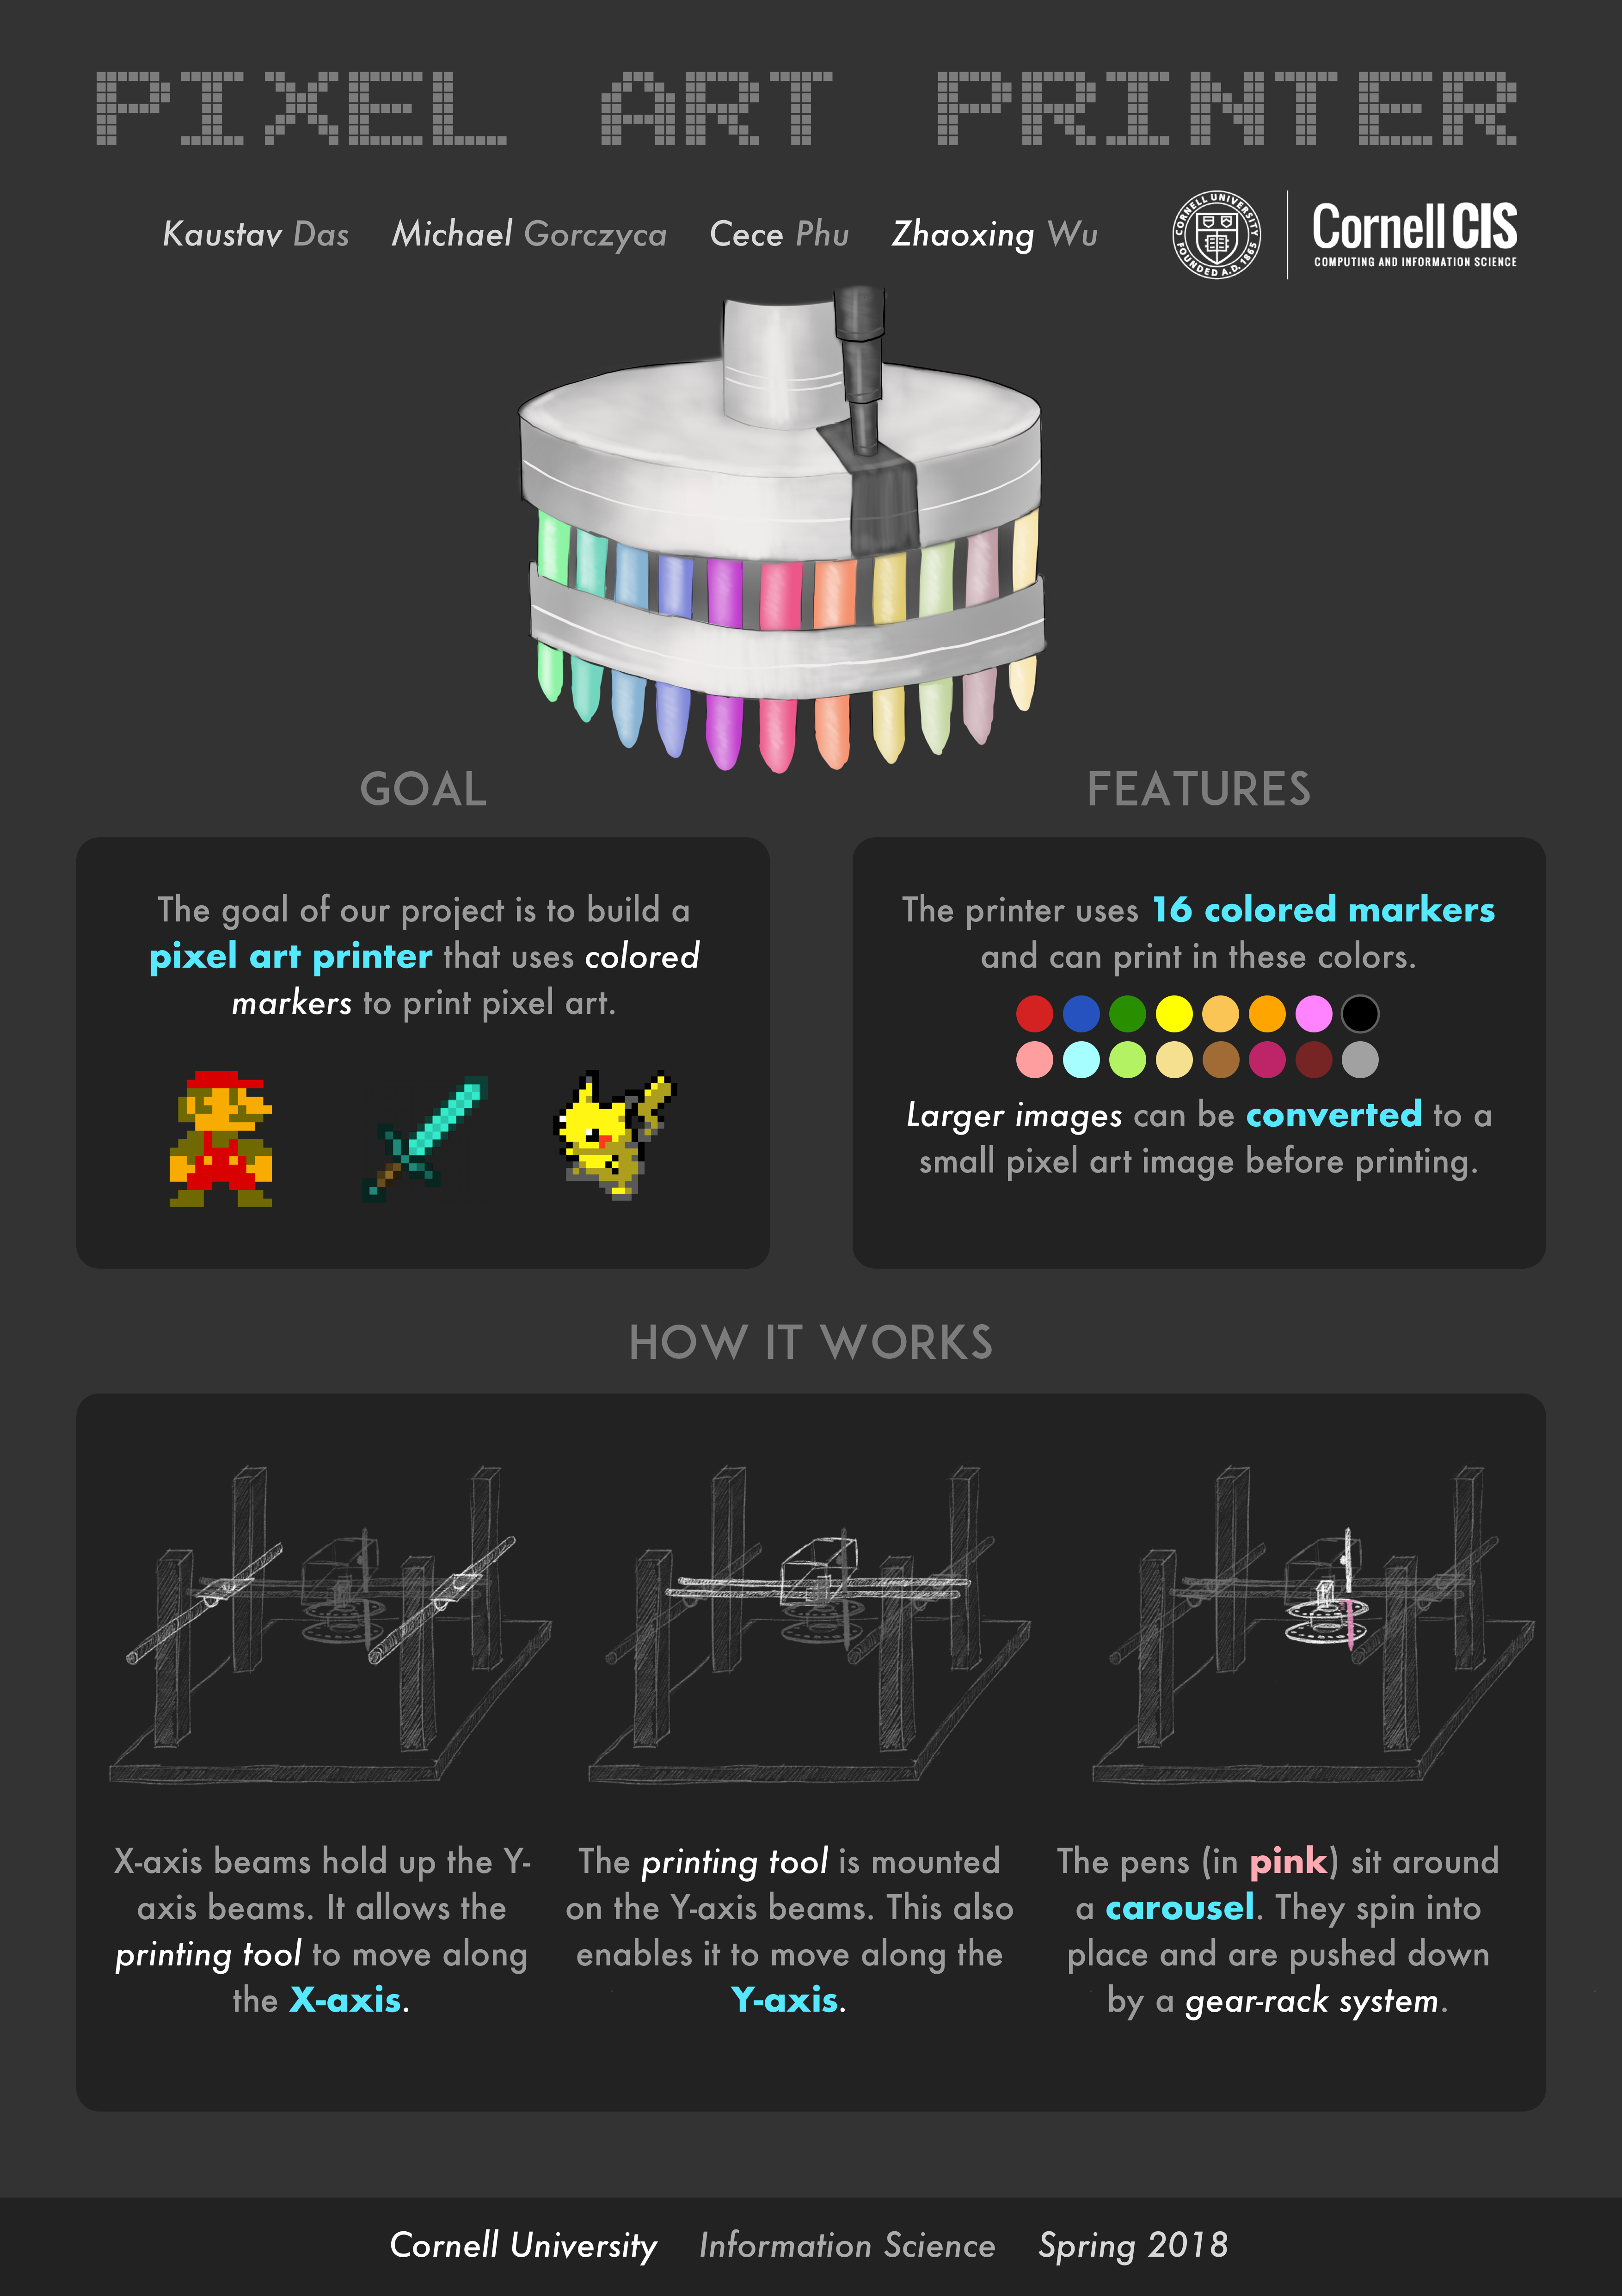 PIXEL ART PRINTER
Kaustav Das Michael Gorczyca Cece Phu Zhaoxing Wu
CORNELL UNIVERSITY
FOUNDED A.D. 1865
Cornell CIS
COMPUTING AND INFORMATION SCIENCE
GOAL
The goal of our project is to build a
pixel art printer that uses colored
markers to print pixel art.
FEATURES
The printer uses 16 colored markers
and can print in these colors.
Larger images can be converted to a
small pixel art image before printing.
HOW IT WORKS
X-axis beams hold up the Y-
axis beams. It allows the
printing tool to move along
the X-axis.
The printing tool is mounted
on the Y-axis beams. This also
enables it to move along the
Y-axis.
The pens (in pink) sit around
a carousel. They spin into
place and are pushed down
by a gear-rack system.
Cornell University Information Science Spring 2018